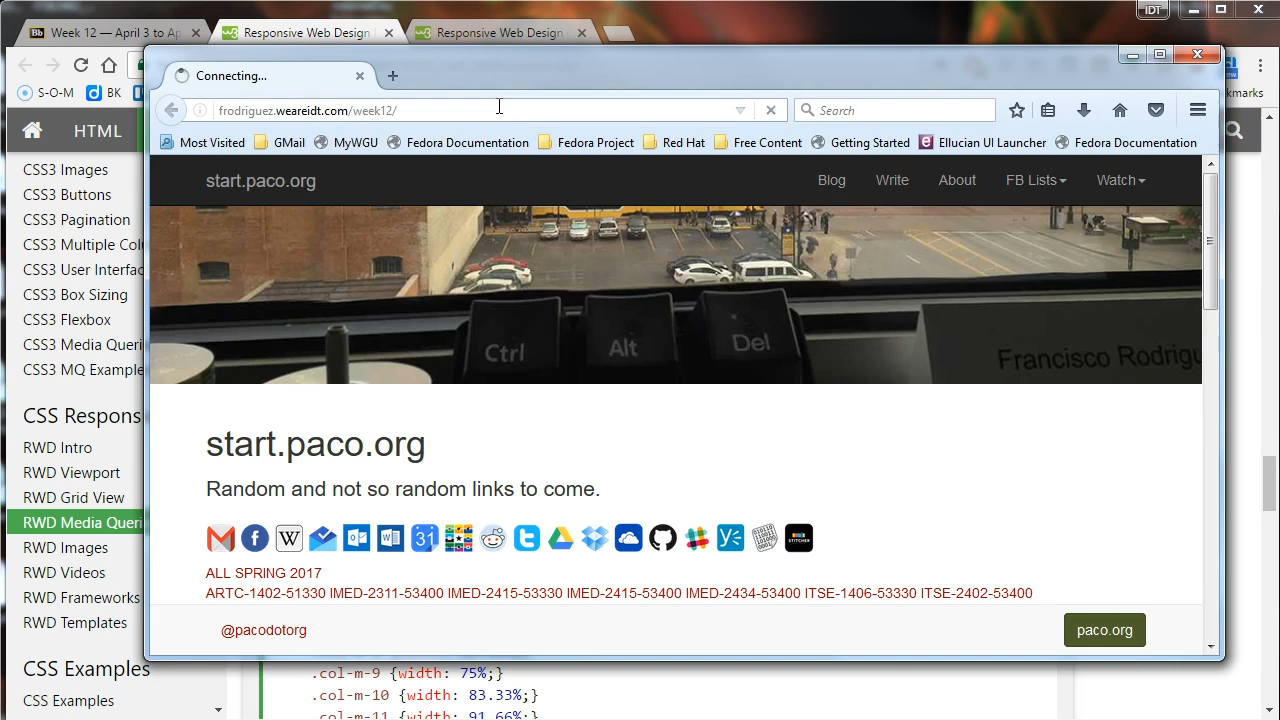 IDT
Week 12 — April 3 to Ap
Responsive Web Design
Responsive Web Design
Connecting...
S-O-M
BK
kmarks
frodriguez.weareidt.com/week12/
Search
Most Visited
GMail
MyWGU
Fedora Documentation
Fedora Project
Red Hat
Free Content
Getting Started
Ellucian UI Launcher
Fedora Documentation
HTML
CSS3 Images
CSS3 Buttons
CSS3 Pagination
CSS3 Multiple Colu
CSS3 User Interfac
CSS3 Box Sizing
CSS3 Flexbox
CSS3 Media Queri
CSS3 MQ Example
CSS Respons
RWD Intro
RWD Viewport
RWD Grid View
RWD Media Queri
RWD Images
RWD Videos
RWD Frameworks
RWD Templates
CSS Examples
CSS Examples
start.paco.org
Blog
Write
About
FB Lists
Watch
Ctrl
Alt
Del
Francisco Rodrigu
start.paco.org
Random and not so random links to come.
ALL SPRING 2017
ARTC-1402-51330 IMED-2311-53400 IMED-2415-53330 IMED-2415-53400 IMED-2434-53400 ITSE-1406-53330 ITSE-2402-53400
@pacodotorg
paco.org
.col-m-9 {width: 75%;}
.col-m-10 {width: 83.33%;}
.col-m-11 {width: 91.66%;}